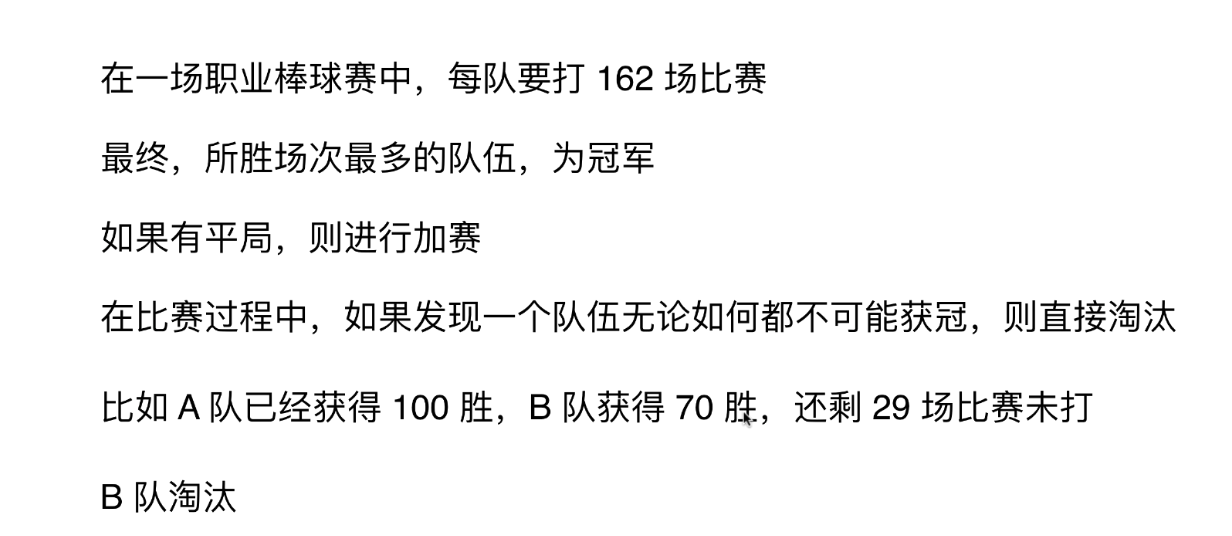 在一场职业棒球赛中，每队要打 162 场比赛
最终，所胜场次最多的队伍，为冠军
如果有平局，则进行加赛
在比赛过程中，如果发现一个队伍无论如何都不可能获冠，则直接淘汰
比如 A 队已经获得 100 胜，B 队获得 70 胜，还剩 29 场比赛未打
B 队淘汰